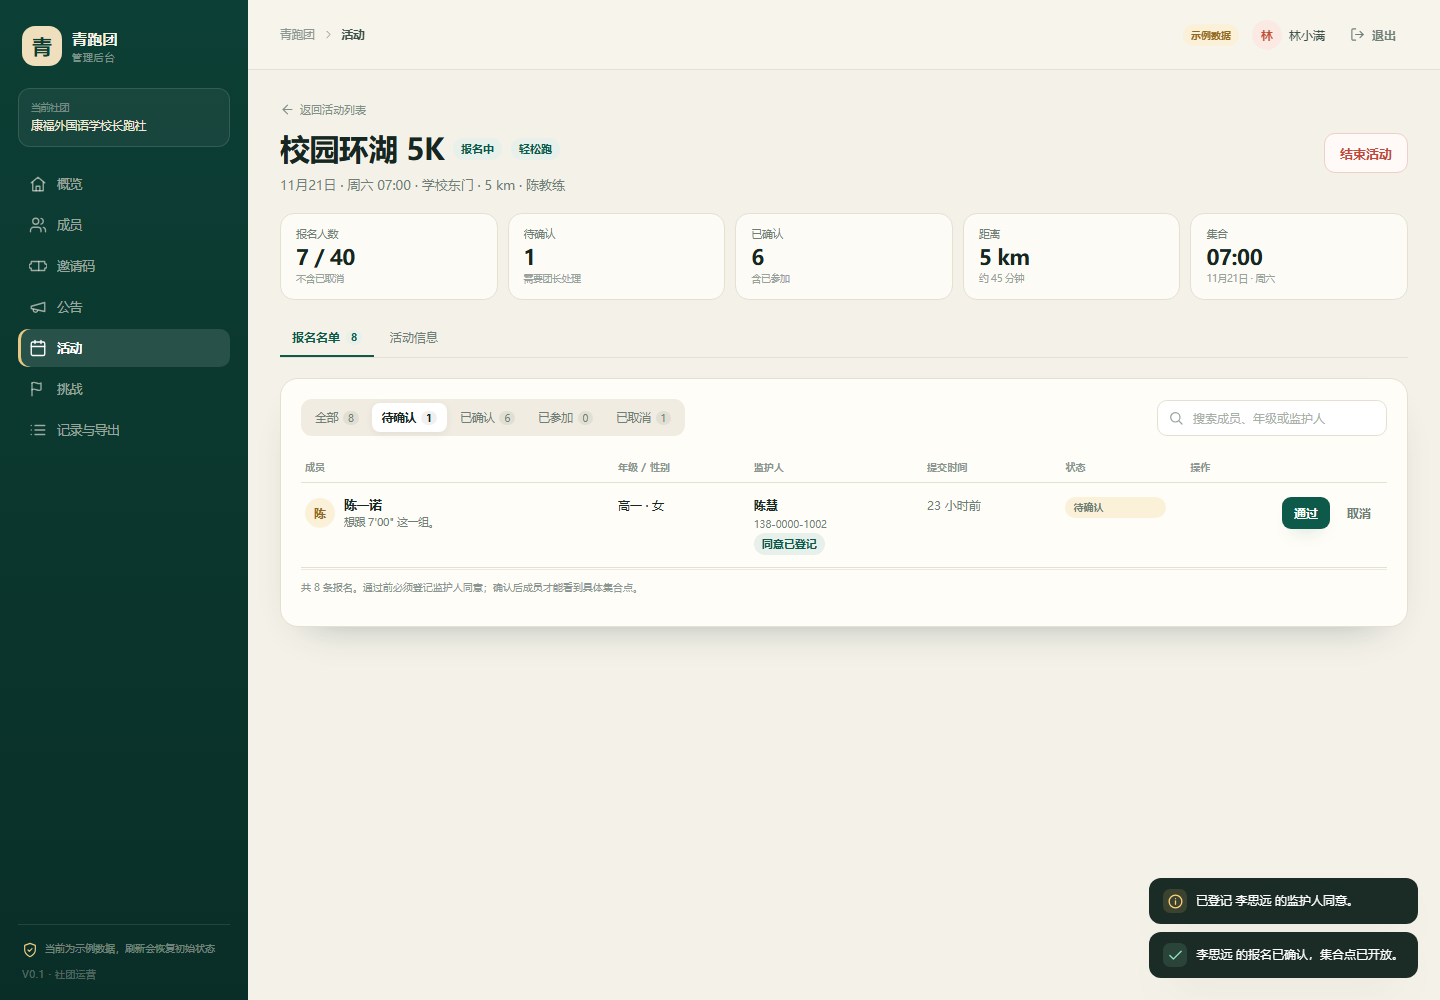 青
青跑团
管理后台
当前社团
康福外国语学校长跑社
概览
成员
邀请码
公告
活动
挑战
记录与导出
当前为示例数据，刷新会恢复初始状态
V0.1 · 社团运营
青跑团 > 活动
示例数据
林 林小满
退出
返回活动列表
校园环湖 5K 报名中 轻松跑
11月21日 · 周六 07:00 · 学校东门 · 5 km · 陈教练
结束活动
报名人数
7 / 40
不含已取消
待确认
1
需要团长处理
已确认
6
含已参加
距离
5 km
约 45 分钟
集合
07:00
11月21日 · 周六
报名名单 8 活动信息
全部 8 待确认 1 已确认 6 已参加 0 已取消 1
搜索成员、年级或监护人
成员 年级 / 性别 监护人 提交时间 状态 操作
陈 陈一诺 高一 · 女 陈慧 23 小时前 待确认 通过 取消
想跟 7'00" 这一组。
138-0000-1002
同意已登记
共 8 条报名。通过前必须登记监护人同意；确认后成员才能看到具体集合点。
已登记 李思远 的监护人同意。
李思远 的报名已确认，集合点已开放。